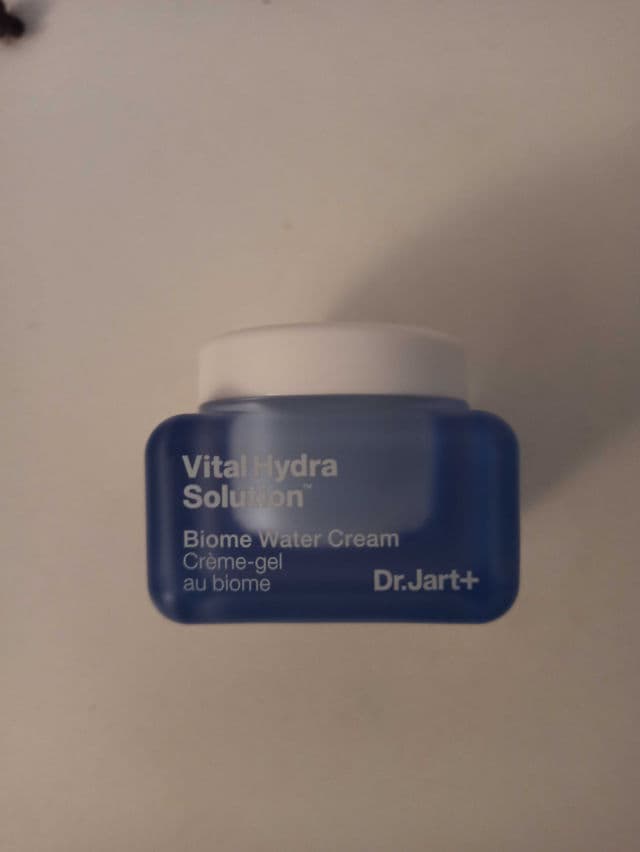 Vital Hydra
Solution™
Biome Water Cream
Crème-gel
au biome
Dr.Jart+